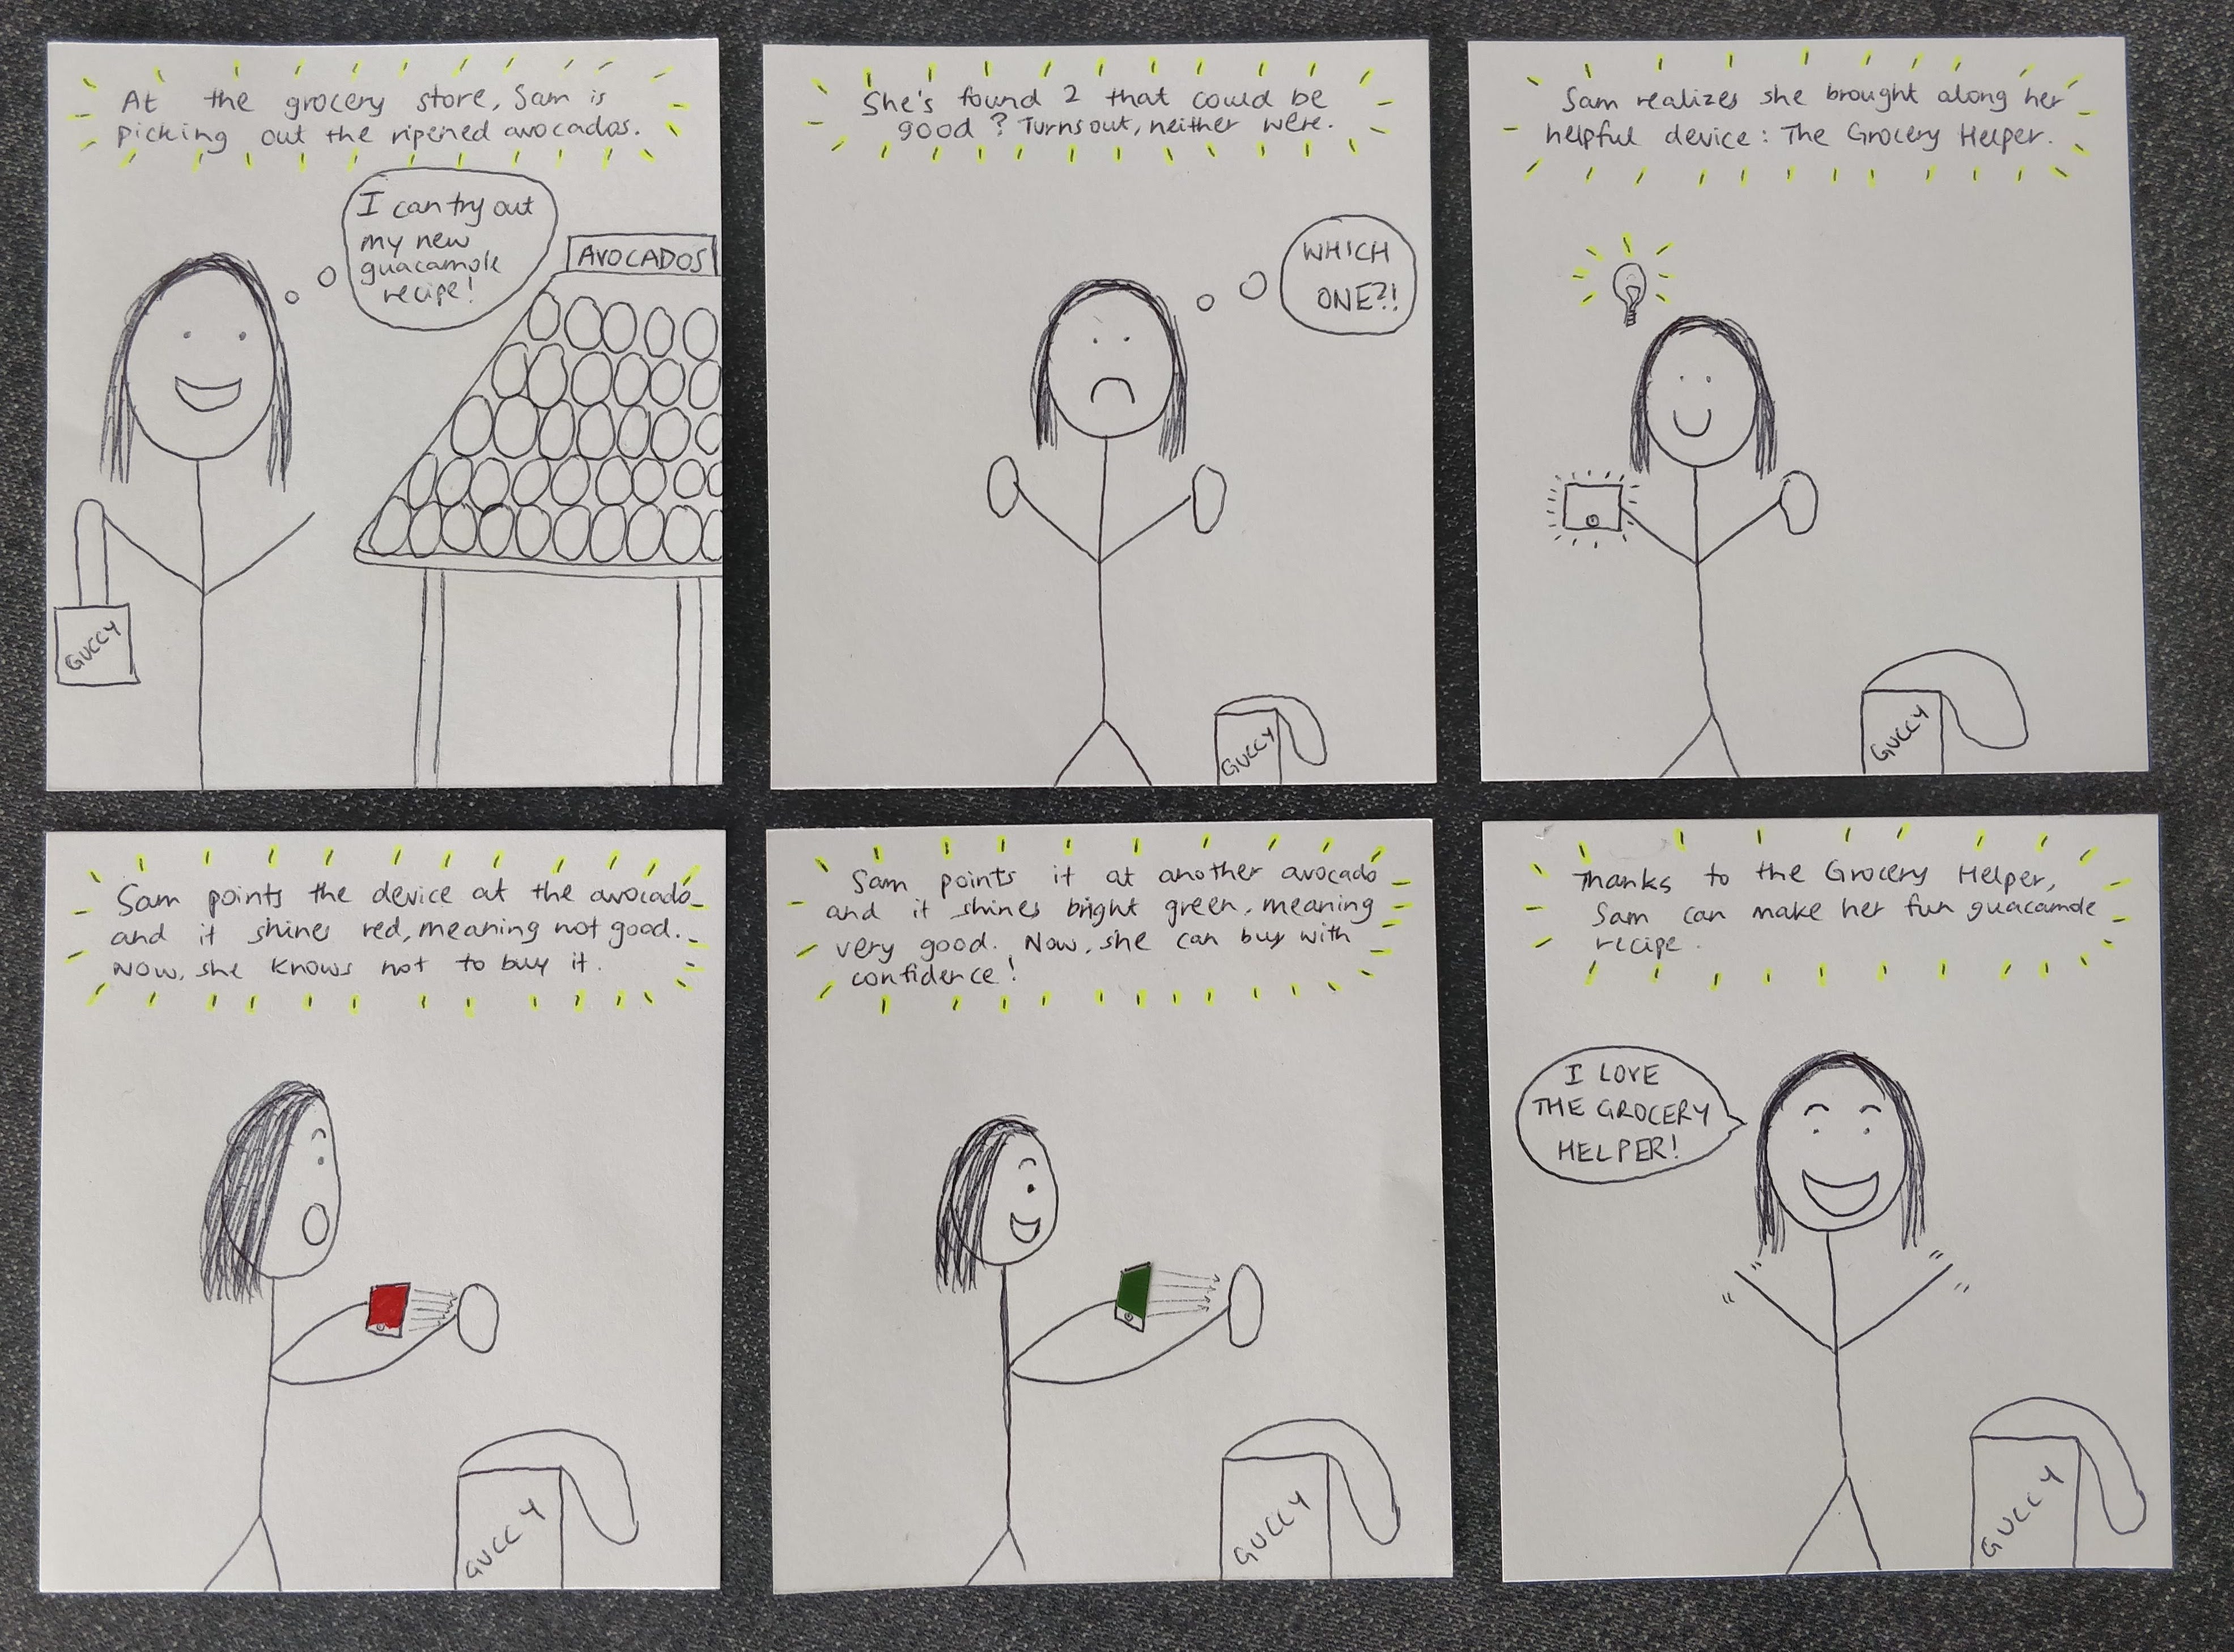 At the grocery store, Sam is
picking out the ripened avocados.
I can try out
my new
guacamole
recipe!
AVOCADOS
GUCCY
She's found 2 that could be
good? Turns out, neither were.
WHICH
ONE?!
GUCCY
Sam realizes she brought along her
helpful device: The Grocery Helper.
GUCCY
Sam points the device at the avocado
and it shines red, meaning not good.
Now, she knows not to buy it.
GUCCY
Sam points it at another avocado
and it shines bright green, meaning
very good. Now, she can buy with
confidence!
GUCCY
Thanks to the Grocery Helper,
Sam can make her fun guacamole
recipe.
I LOVE
THE GROCERY
HELPER!
GUCCY